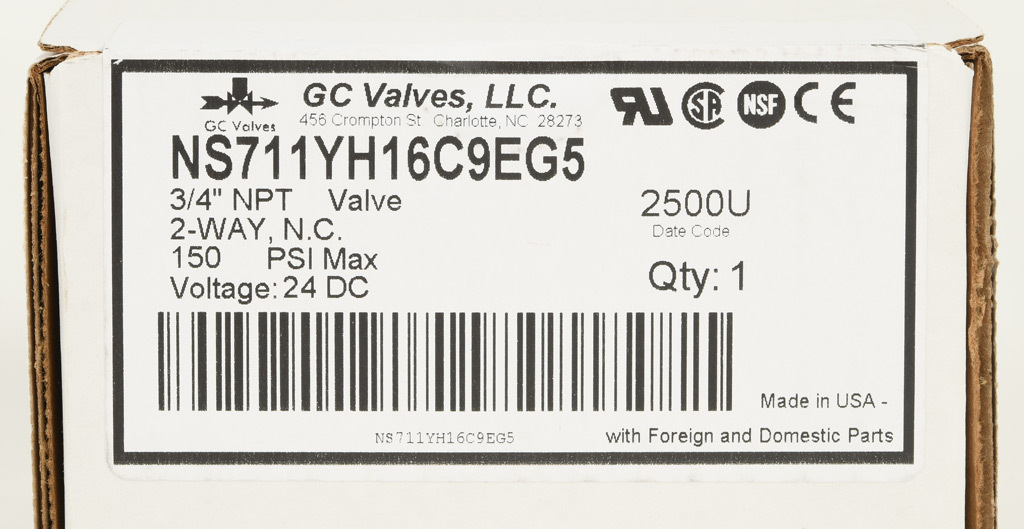 GC Valves
GC Valves, LLC.
456 Crompton St Charlotte, NC 28273
RU SA NSF CE
NS711YH16C9EG5
3/4" NPT Valve
2-WAY, N.C.
150 PSI Max
Voltage: 24 DC
2500U
Date Code
Qty: 1
NS711YH16C9EG5
Made in USA -
with Foreign and Domestic Parts